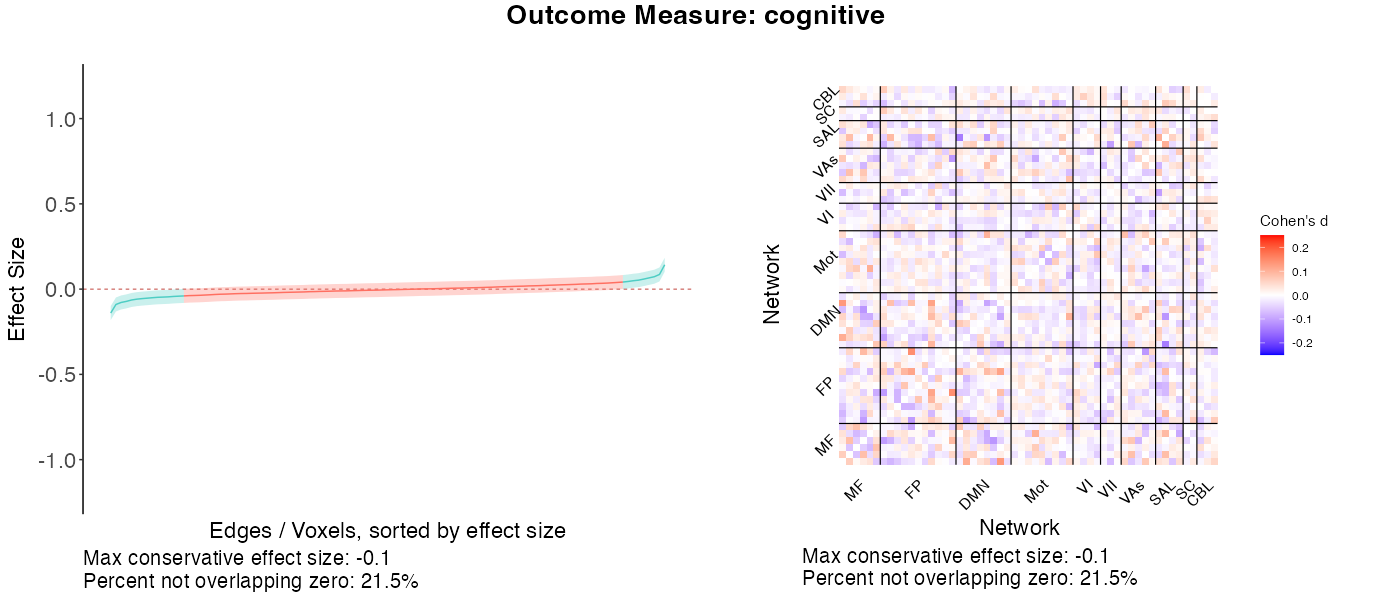 Outcome Measure: cognitive
1.0
0.5
0.0
-0.5
-1.0
Effect Size
Edges / Voxels, sorted by effect size
Max conservative effect size: -0.1
Percent not overlapping zero: 21.5%
CBL
SC
SAL
VAs
VII
VI
Mot
DMN
FP
MF
Network
MF
FP
DMN
Mot
VI
VII
VAs
SAL
SC
CBL
Network
Max conservative effect size: -0.1
Percent not overlapping zero: 21.5%
Cohen's d
0.2
0.1
0.0
-0.1
-0.2